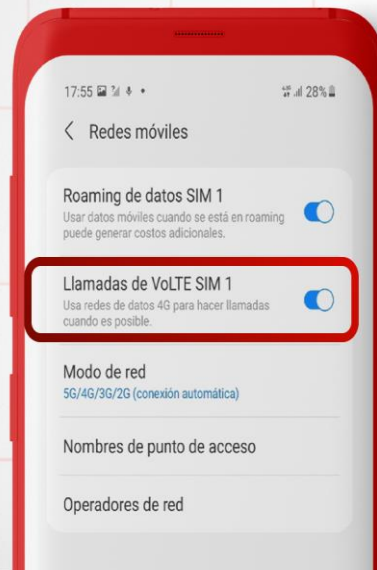 17:55
28%
Redes móviles
Roaming de datos SIM 1
Usar datos móviles cuando se está en roaming
puede generar costos adicionales.
Llamadas de VoLTE SIM 1
Usa redes de datos 4G para hacer llamadas
cuando es posible.
Modo de red
5G/4G/3G/2G (conexión automática)
Nombres de punto de acceso
Operadores de red